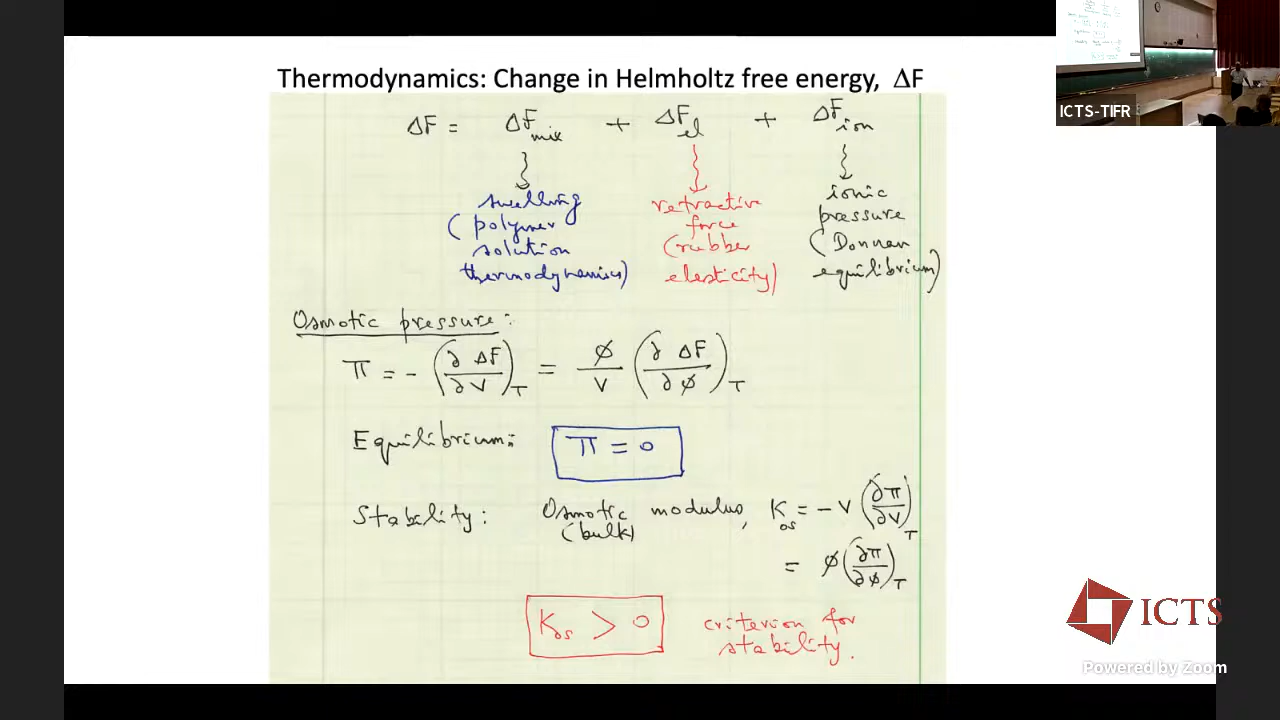 Thermodynamics: Change in Helmholtz free energy, ΔF
ΔF = ΔF_mix + ΔF_el + ΔF_ion
swelling
(polymer
solution
thermodynamics)
retractive
force
(rubber
elasticity)
ionic
pressure
(Donnan
equilibrium)
Osmotic pressure:
π = - (∂ ΔF / ∂ V)_T = φ/V (∂ ΔF / ∂ φ)_T
Equilibrium: π = 0
Stability: Osmotic modulus, K_os = - V (∂π / ∂V)_T
(bulk)
= φ (∂π / ∂φ)_T
K_os > 0 criterion for
stability.
ICTS-TIFR
ICTS
Powered by Zoom